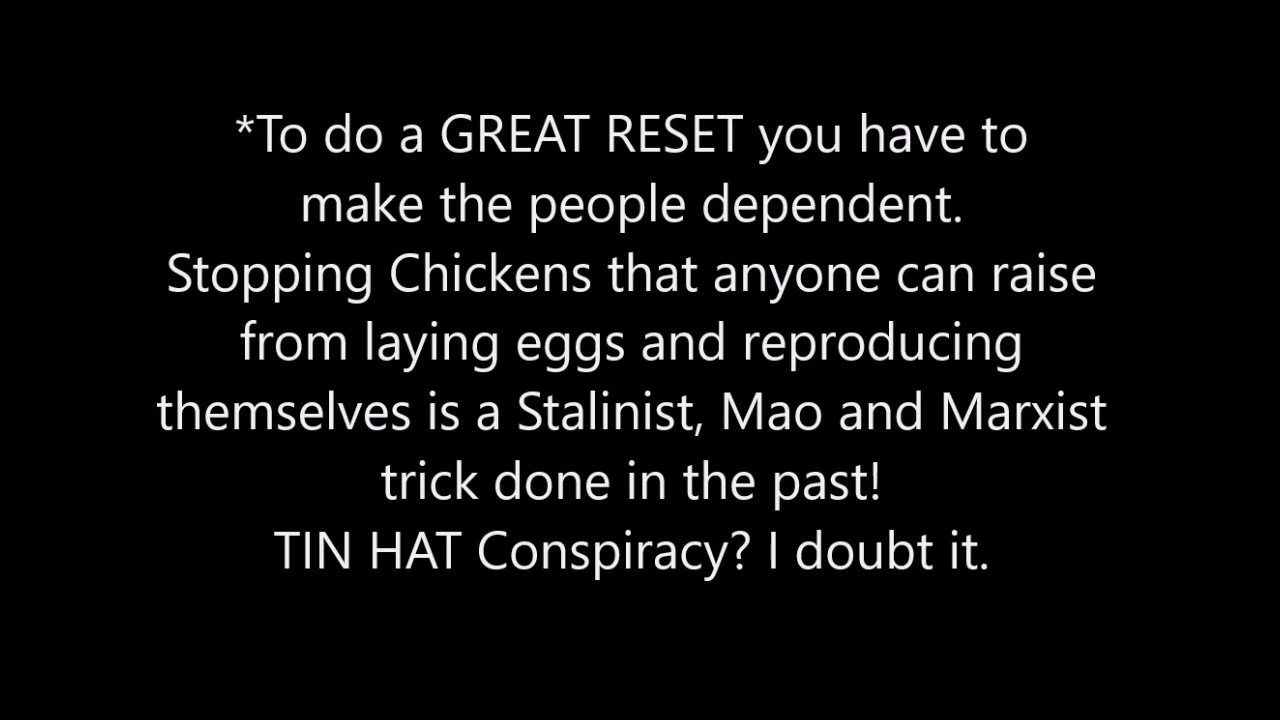 *To do a GREAT RESET you have to
make the people dependent.
Stopping Chickens that anyone can raise
from laying eggs and reproducing
themselves is a Stalinist, Mao and Marxist
trick done in the past!
TIN HAT Conspiracy? I doubt it.